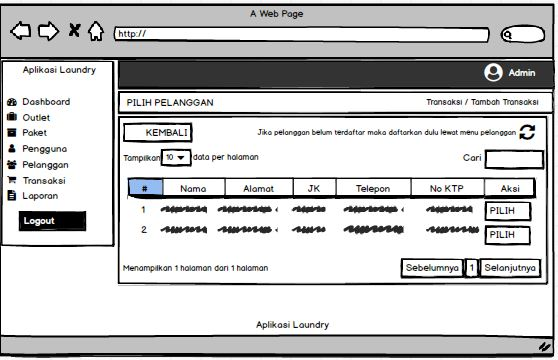 A Web Page
http://
Aplikasi Laundry
Admin
Dashboard
Outlet
Paket
Pengguna
Pelanggan
Transaksi
Laporan
Logout
PILIH PELANGGAN
Transaksi / Tambah Transaksi
KEMBALI
Jika pelanggan belum terdaftar maka daftarkan dulu lewat menu pelanggan
Tampilkan 10 data per halaman
Cari
# Nama Alamat JK Telepon No KTP Aksi
1 PILIH
2 PILIH
Menampilkan 1 halaman dari 1 halaman
Sebelumnya 1 Selanjutnya
Aplikasi Laundry